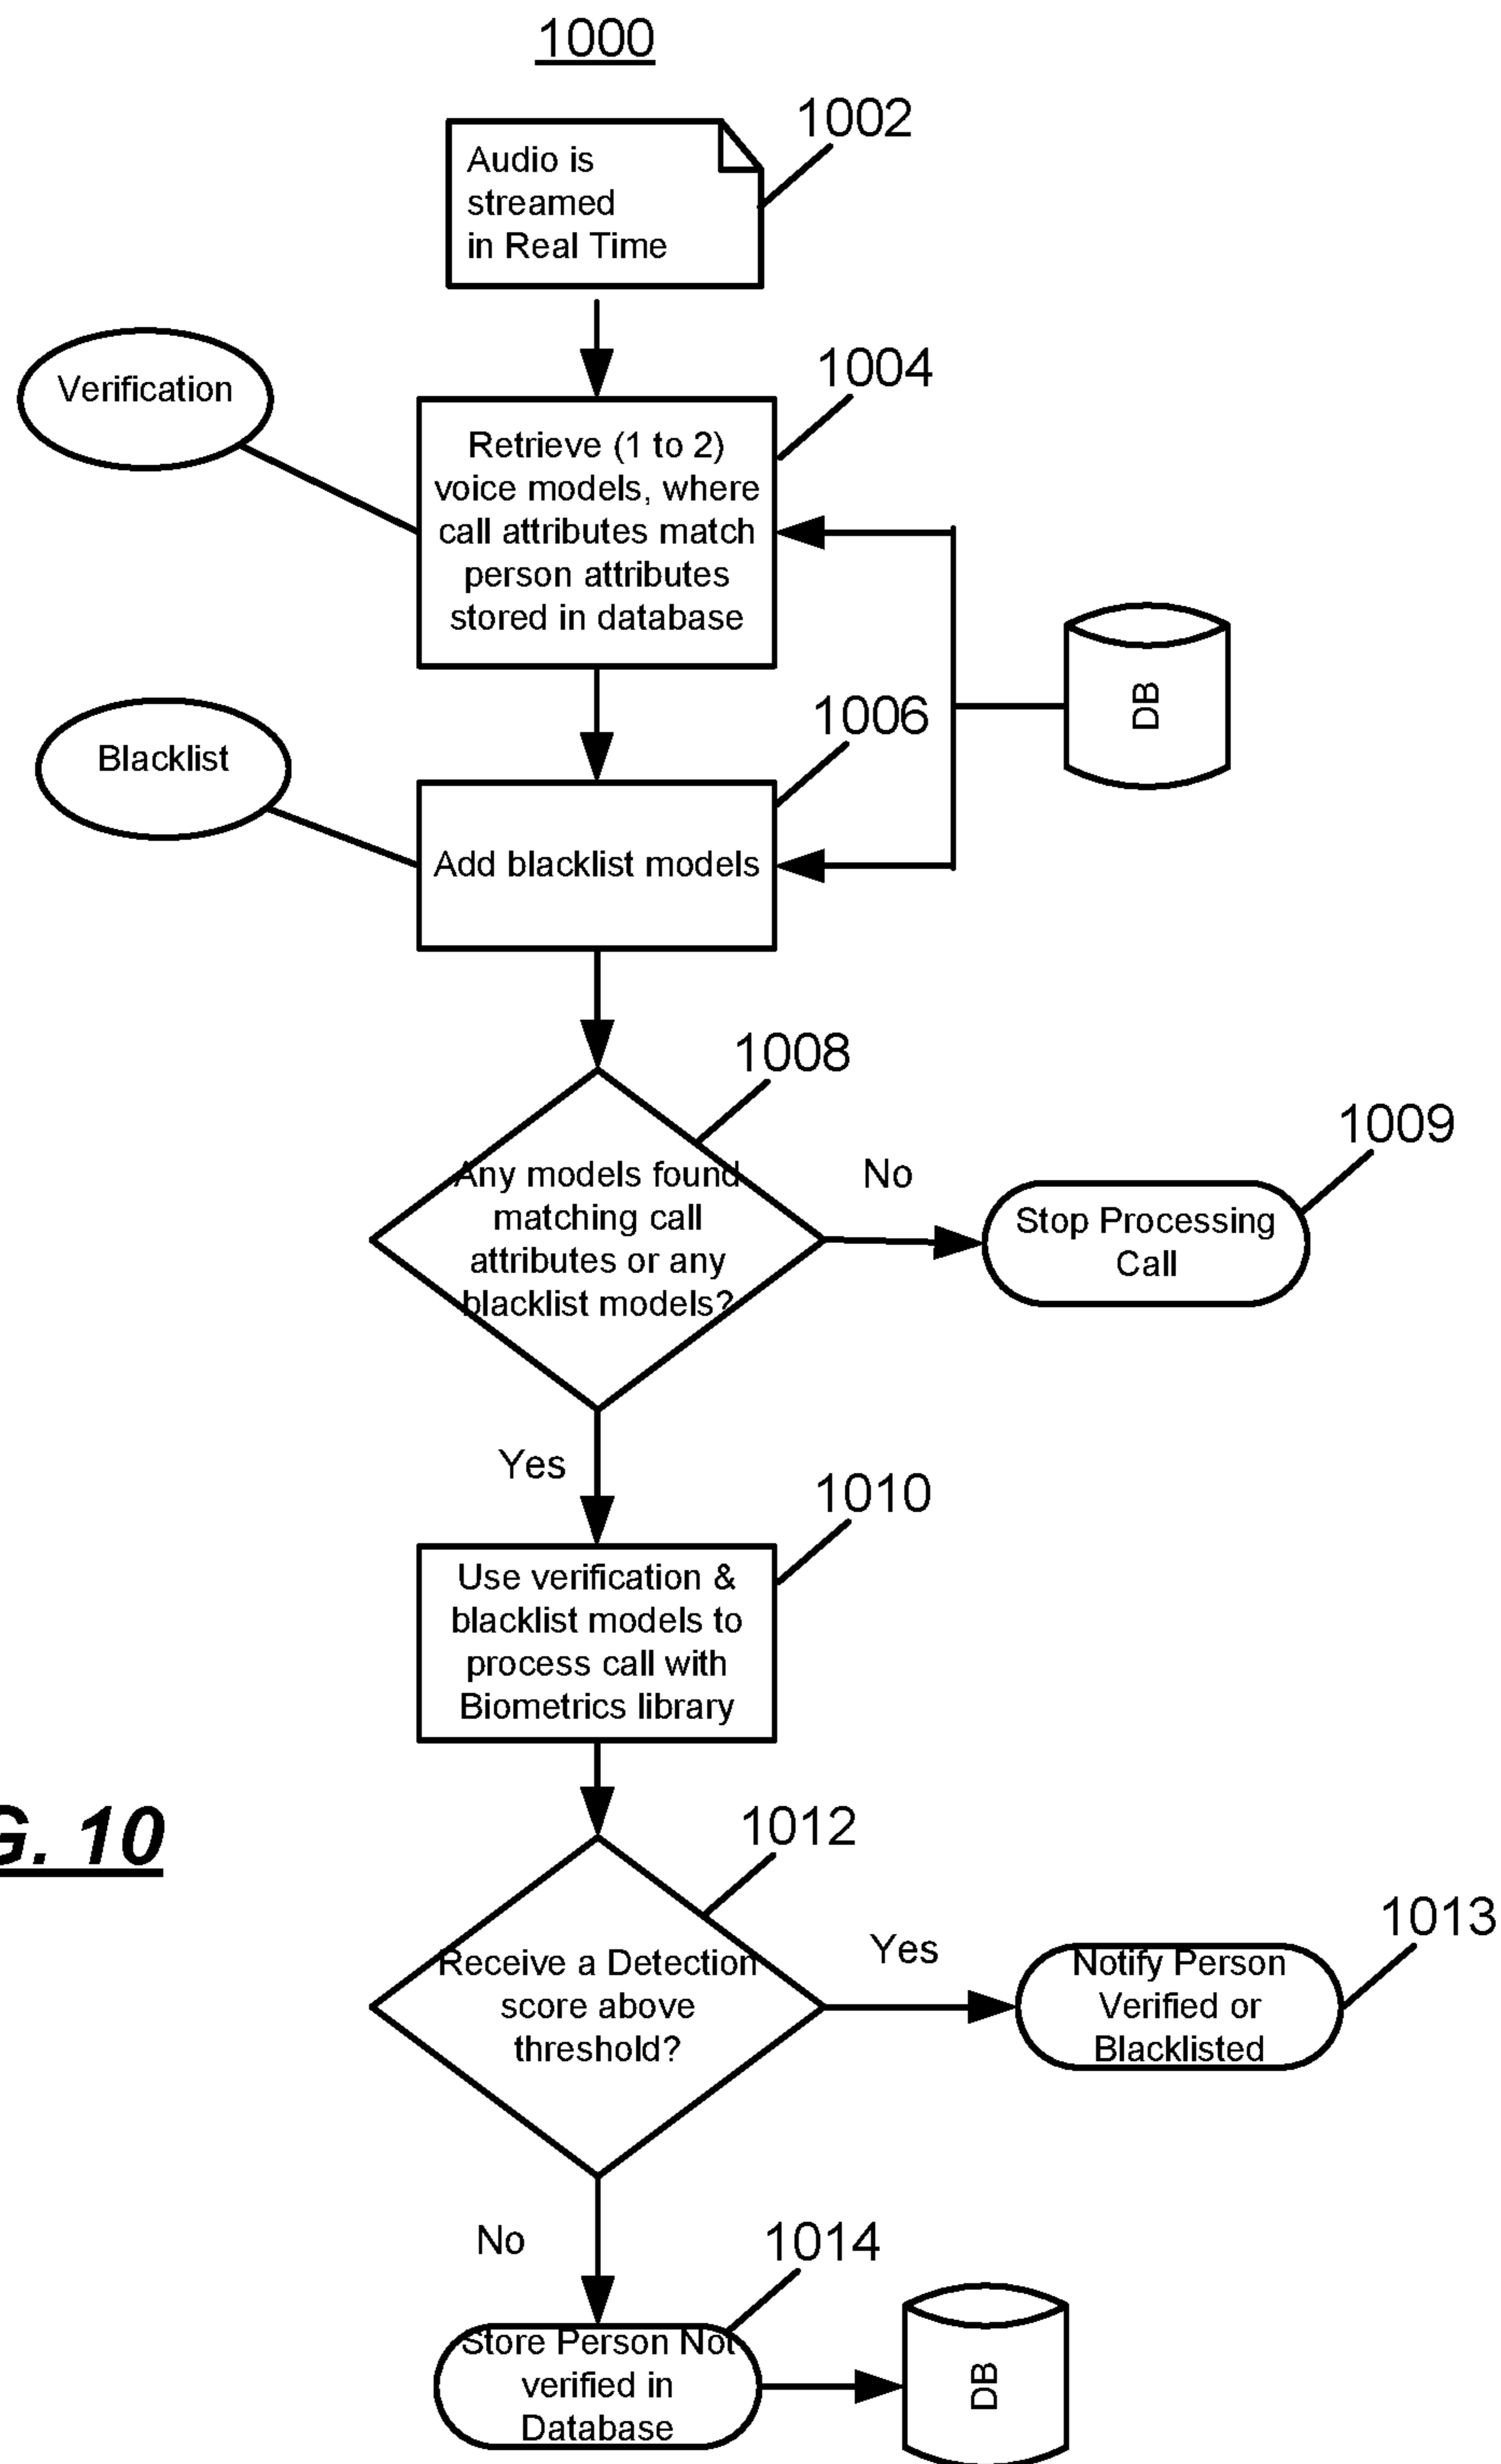 1000
1002
Audio is
streamed
in Real Time
Verification
1004
Retrieve (1 to 2)
voice models, where
call attributes match
person attributes
stored in database
DB
Blacklist
1006
Add blacklist models
1008
Any models found
matching call
attributes or any
blacklist models?
No
1009
Stop Processing
Call
Yes
1010
Use verification &
blacklist models to
process call with
Biometrics library
G. 10
1012
Receive a Detection
score above
threshold?
Yes
1013
Notify Person
Verified or
Blacklisted
No
1014
Store Person Not
verified in
Database
DB